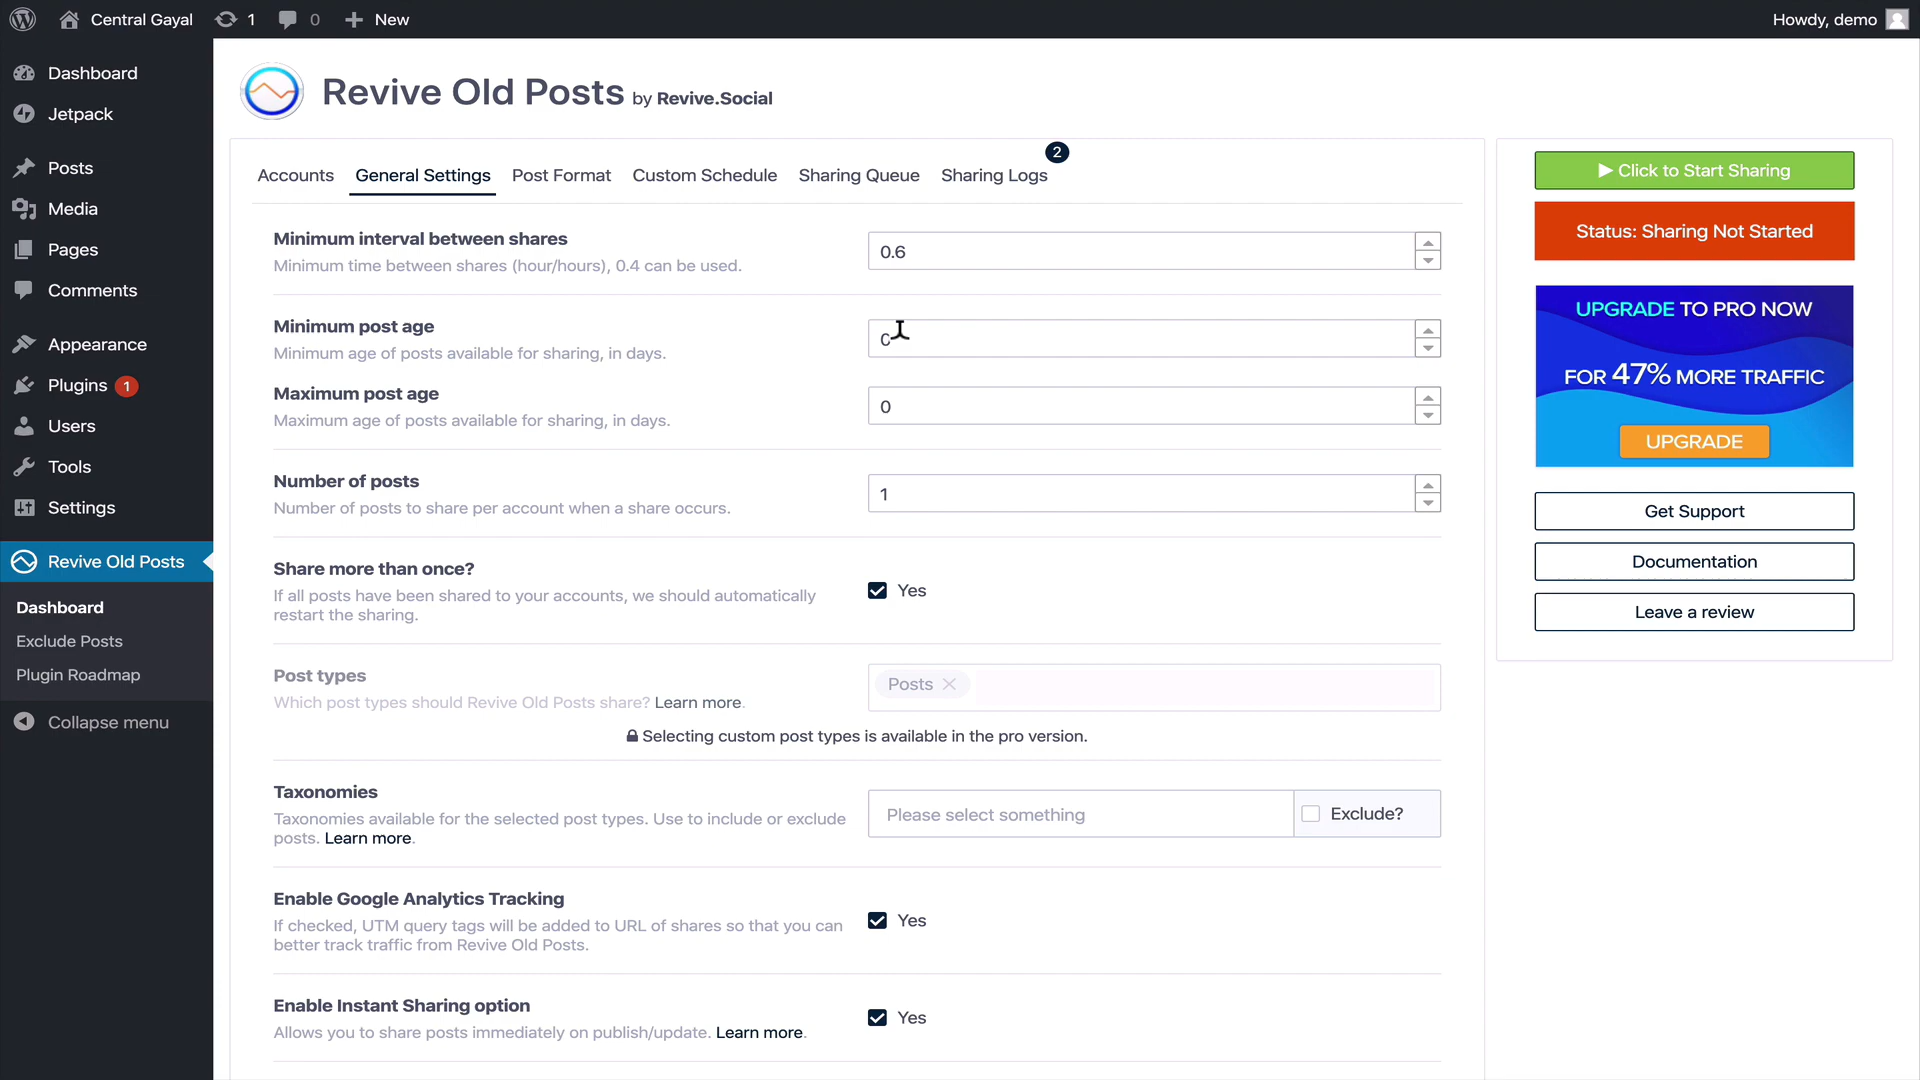 Central Gayal 1 0 New Howdy, demo
Dashboard
Jetpack
Posts
Media
Pages
Comments
Appearance
Plugins 1
Users
Tools
Settings
Revive Old Posts
Dashboard
Exclude Posts
Plugin Roadmap
Collapse menu
Revive Old Posts by Revive.Social
Accounts General Settings Post Format Custom Schedule Sharing Queue Sharing Logs 2
Minimum interval between shares
Minimum time between shares (hour/hours), 0.4 can be used.
0.6
Minimum post age
Minimum age of posts available for sharing, in days.
0
Maximum post age
Maximum age of posts available for sharing, in days.
0
Number of posts
Number of posts to share per account when a share occurs.
1
Share more than once?
If all posts have been shared to your accounts, we should automatically
restart the sharing.
Yes
Post types
Which post types should Revive Old Posts share? Learn more.
Posts
Selecting custom post types is available in the pro version.
Taxonomies
Taxonomies available for the selected post types. Use to include or exclude
posts. Learn more.
Please select something
Exclude?
Enable Google Analytics Tracking
If checked, UTM query tags will be added to URL of shares so that you can
better track traffic from Revive Old Posts.
Yes
Enable Instant Sharing option
Allows you to share posts immediately on publish/update. Learn more.
Yes
Click to Start Sharing
Status: Sharing Not Started
UPGRADE TO PRO NOW
FOR 47% MORE TRAFFIC
UPGRADE
Get Support
Documentation
Leave a review